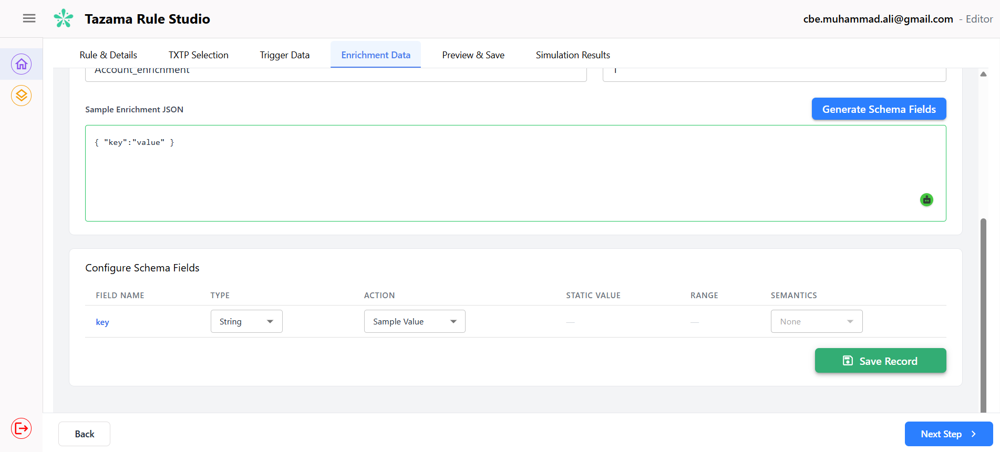 Tazama Rule Studio
cbe.muhammad.ali@gmail.com - Editor
Rule & Details TXTP Selection Trigger Data Enrichment Data Preview & Save Simulation Results
Account_enrichment 1
Sample Enrichment JSON Generate Schema Fields
{ "key":"value" }
Configure Schema Fields
FIELD NAME TYPE ACTION STATIC VALUE RANGE SEMANTICS
key String Sample Value — — None
Save Record
Back Next Step